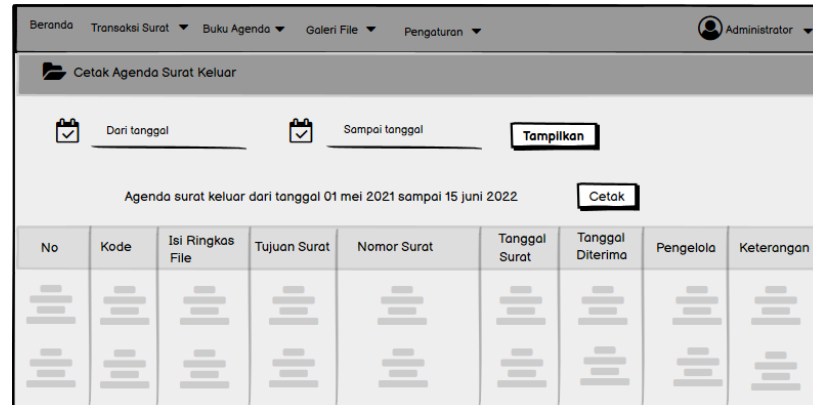 Beranda Transaksi Surat Buku Agenda Galeri File Pengaturan Administrator
Cetak Agenda Surat Keluar
Dari tanggal Sampai tanggal Tampilkan
Agenda surat keluar dari tanggal 01 mei 2021 sampai 15 juni 2022 Cetak
No Kode Isi Ringkas File Tujuan Surat Nomor Surat Tanggal Surat Tanggal Diterima Pengelola Keterangan